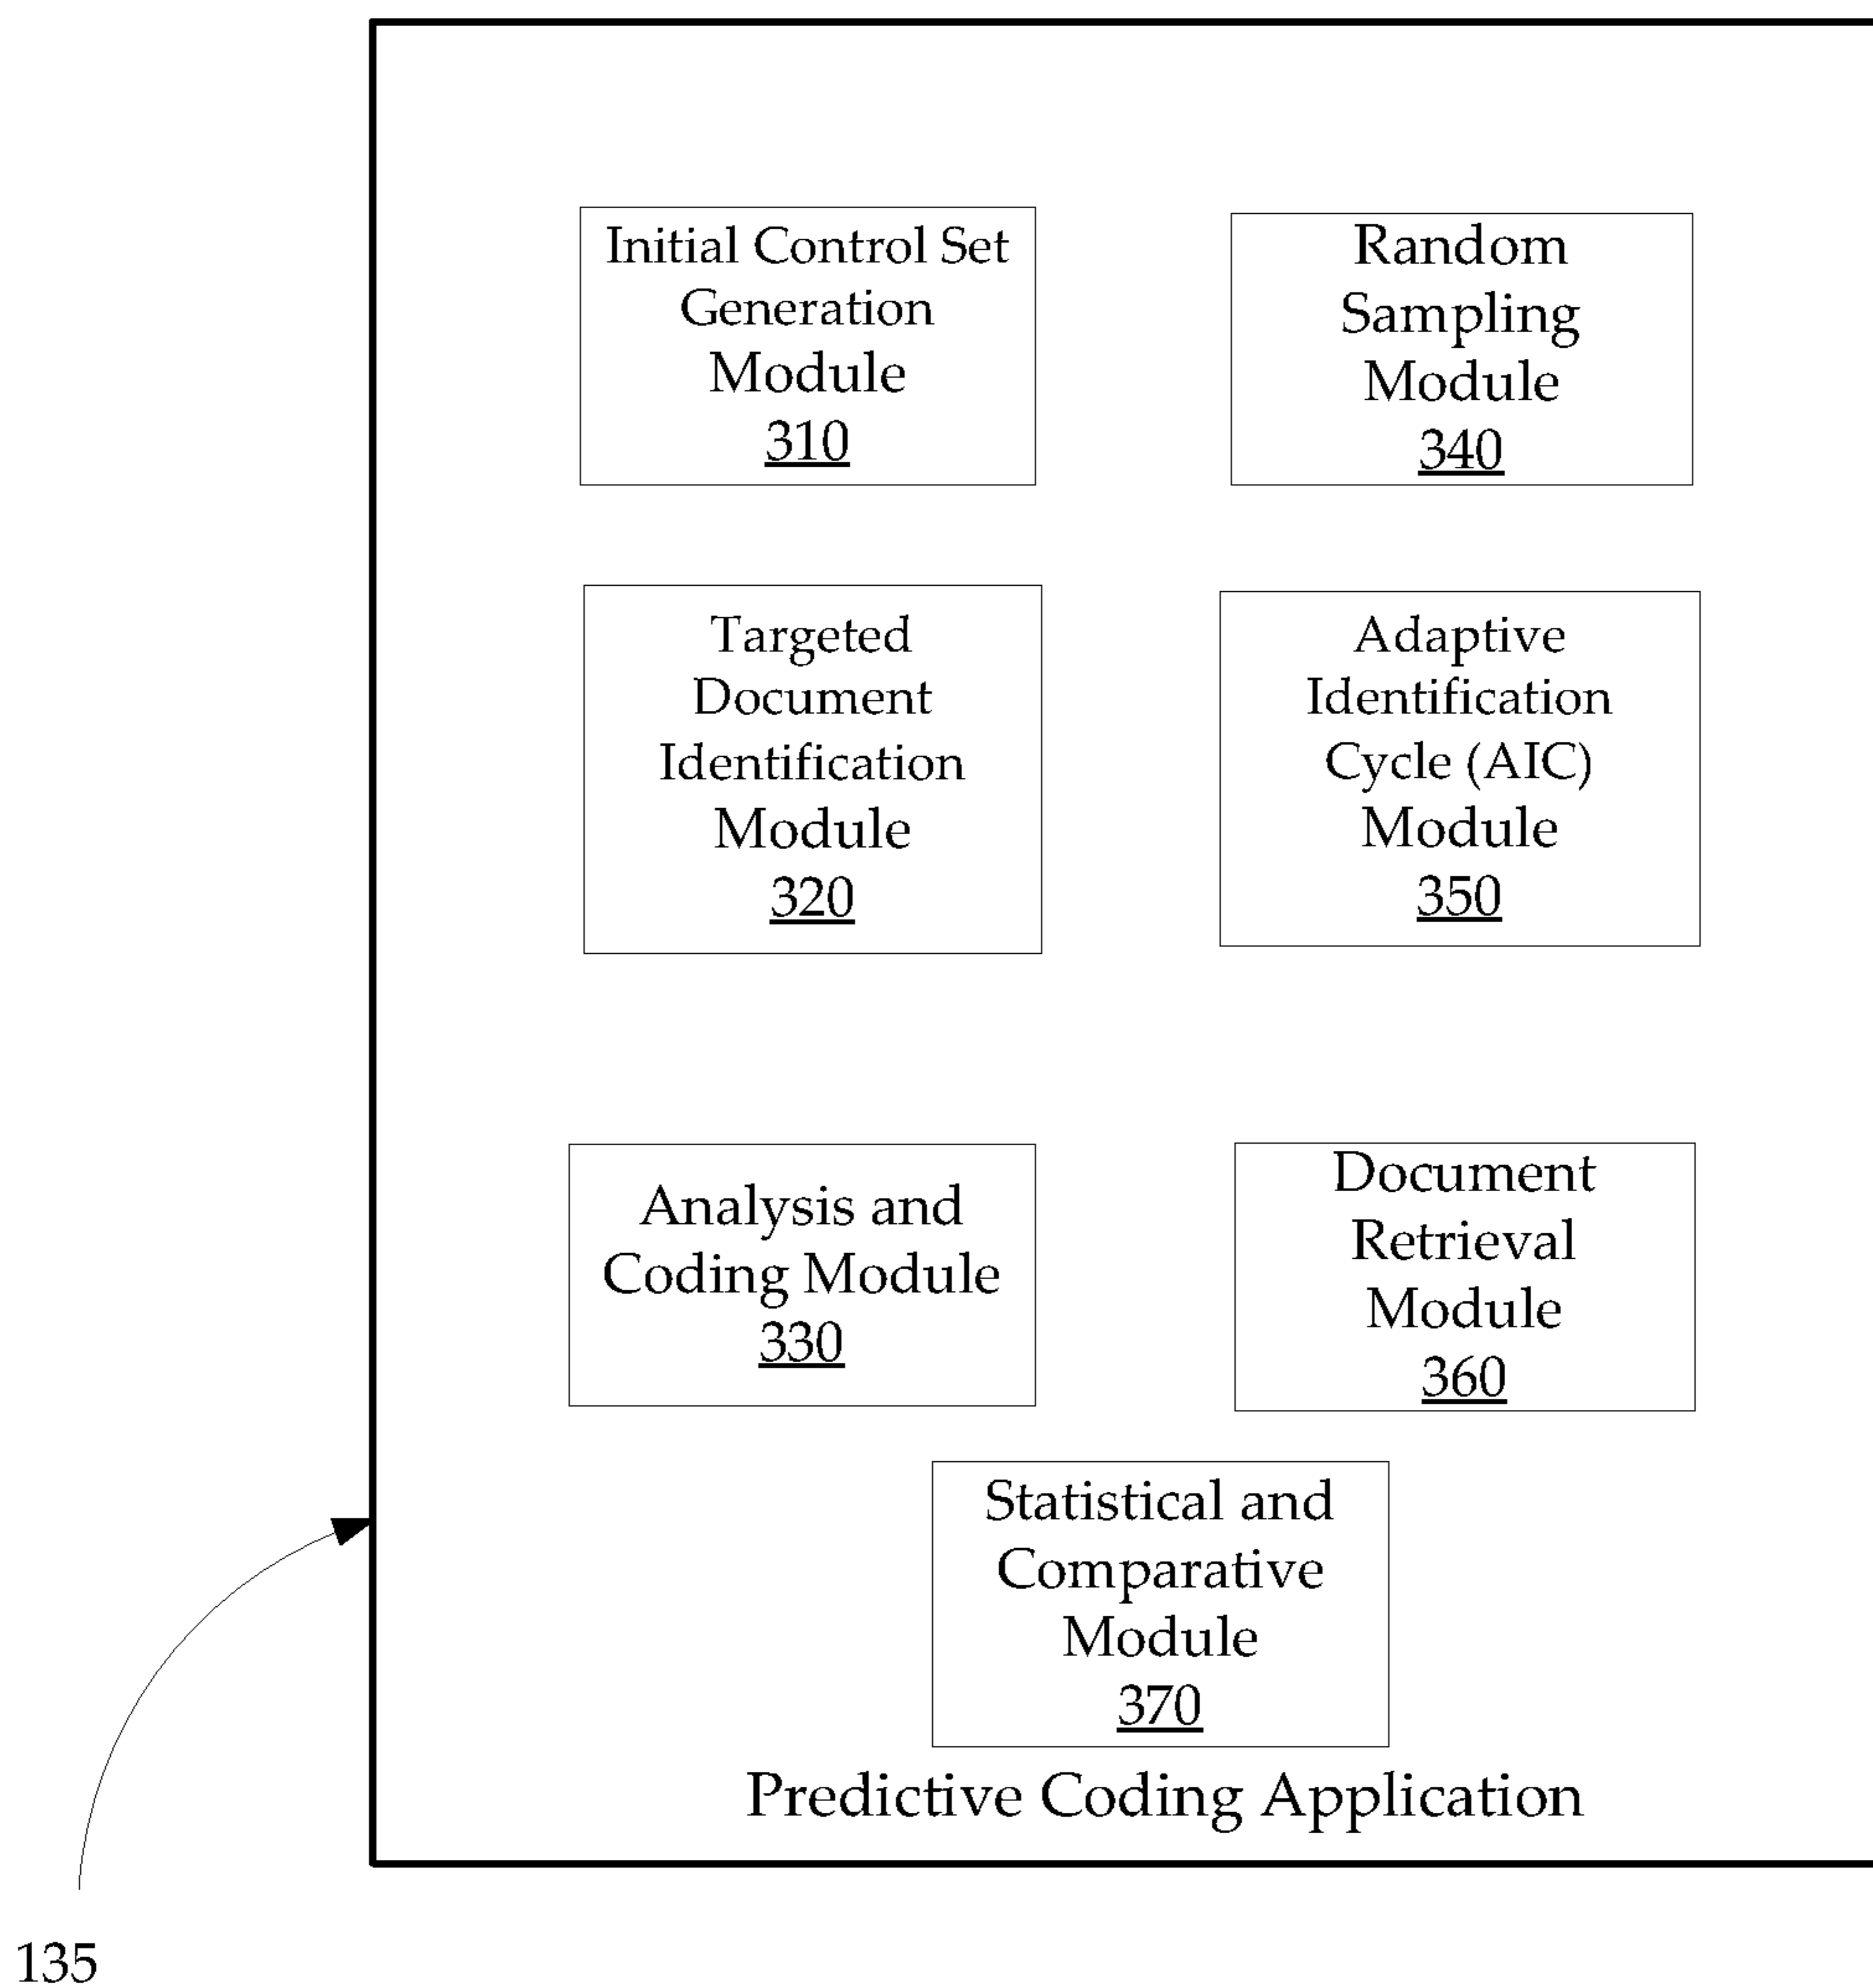 Initial Control Set
Generation
Module
310
Random
Sampling
Module
340
Targeted
Document
Identification
Module
320
Adaptive
Identification
Cycle (AIC)
Module
350
Analysis and
Coding Module
330
Document
Retrieval
Module
360
Statistical and
Comparative
Module
370
Predictive Coding Application
135